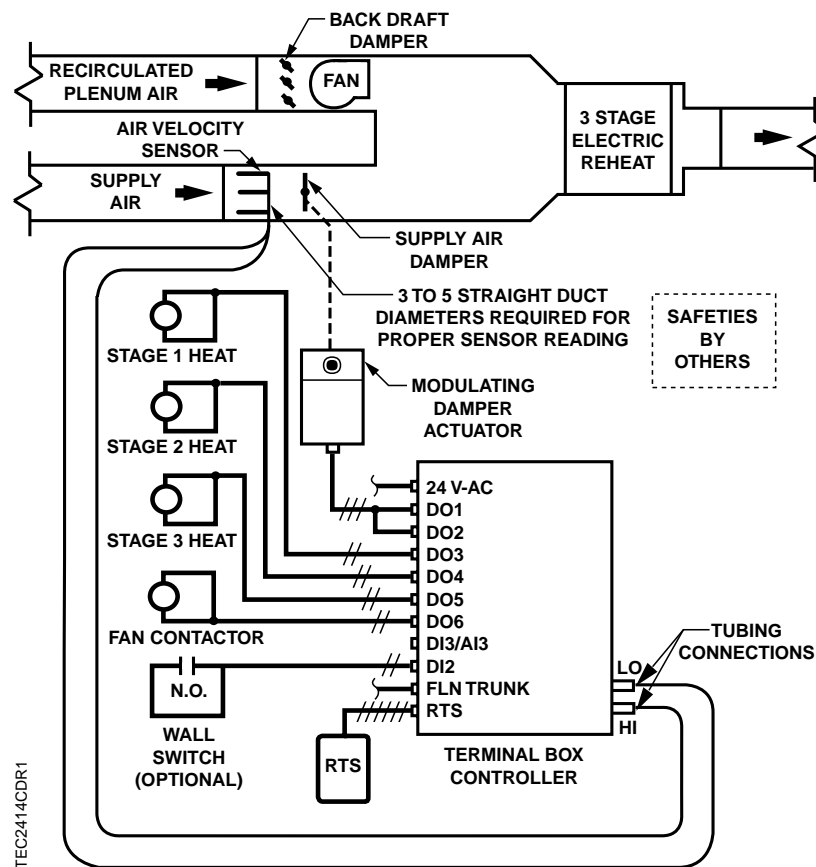 BACK DRAFT
DAMPER
RECIRCULATED
PLENUM AIR
FAN
AIR VELOCITY
SENSOR
3 STAGE
ELECTRIC
REHEAT
SUPPLY
AIR
SUPPLY AIR
DAMPER
3 TO 5 STRAIGHT DUCT
DIAMETERS REQUIRED FOR
PROPER SENSOR READING
SAFETIES
BY
OTHERS
STAGE 1 HEAT
MODULATING
DAMPER
ACTUATOR
STAGE 2 HEAT
STAGE 3 HEAT
FAN CONTACTOR
24 V-AC
DO1
DO2
DO3
DO4
DO5
DO6
DI3/AI3
DI2
FLN TRUNK
RTS
TUBING
CONNECTIONS
LO
HI
N.O.
WALL
SWITCH
(OPTIONAL)
RTS
TERMINAL BOX
CONTROLLER
TEC2414CDR1